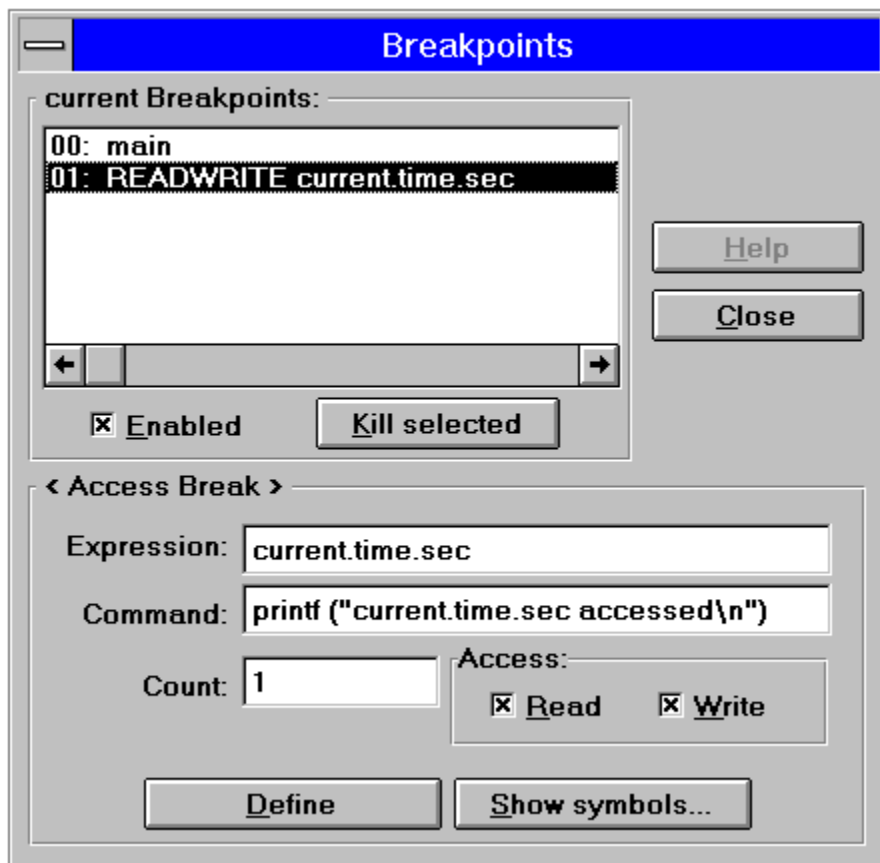 Breakpoints
current Breakpoints:
00: main
01: READWRITE current.time.sec
Help
Close
Enabled
Kill selected
< Access Break >
Expression: current.time.sec
Command: printf ("current.time.sec accessed\n")
Count: 1
Access:
Read Write
Define Show symbols...